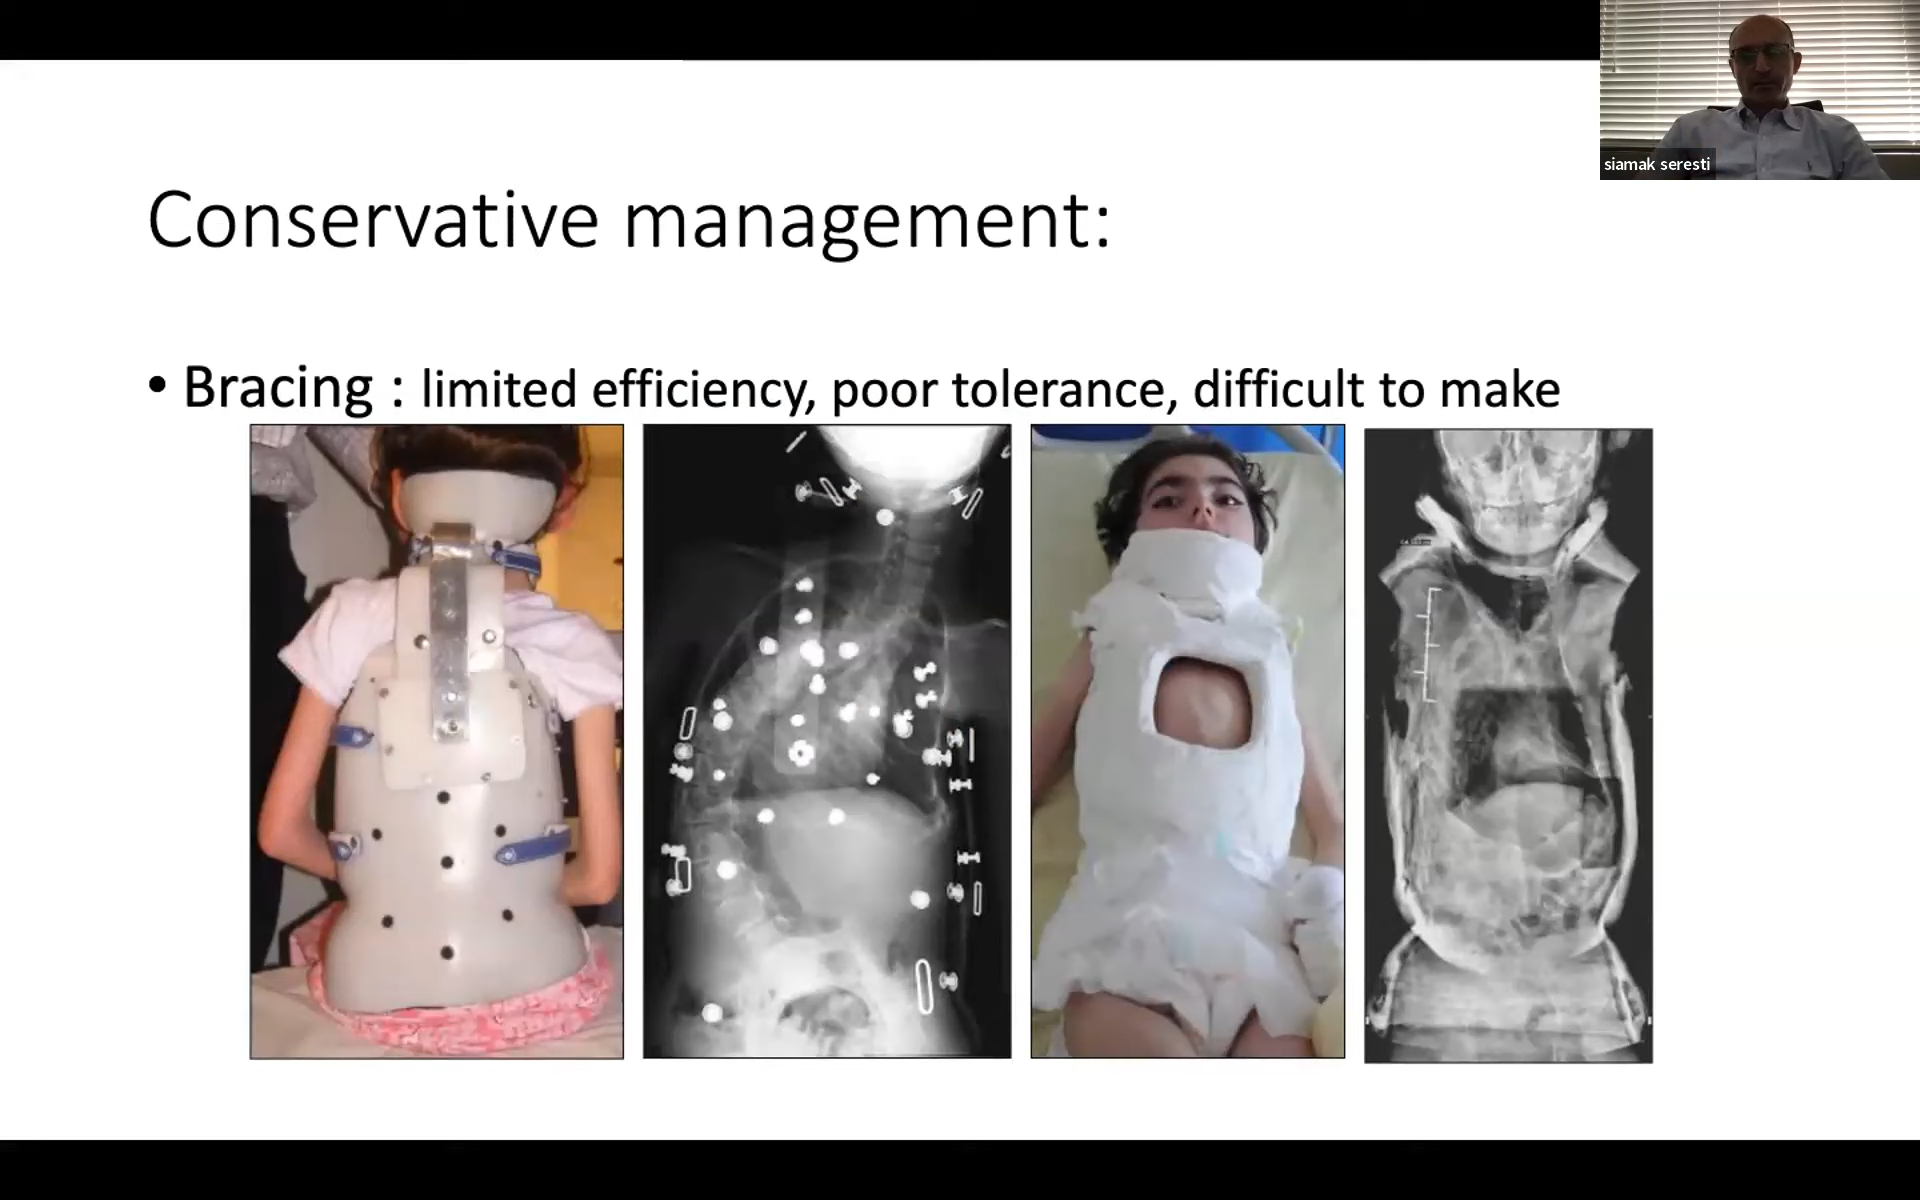 siamak seresti
Conservative management:
• Bracing : limited efficiency, poor tolerance, difficult to make